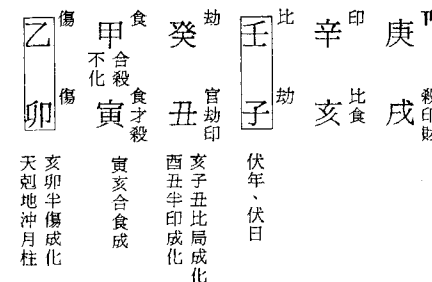 庚
殺印財
戌
印
辛
比食
亥
比
壬
劫
子
伏年、伏日
劫
癸
官劫印
丑
亥子丑比局成化
酉丑半印成化
食
甲
合殺
不化
食才殺
寅
寅亥合食成
傷
乙
傷
卯
亥卯半傷成化
天剋地沖月柱